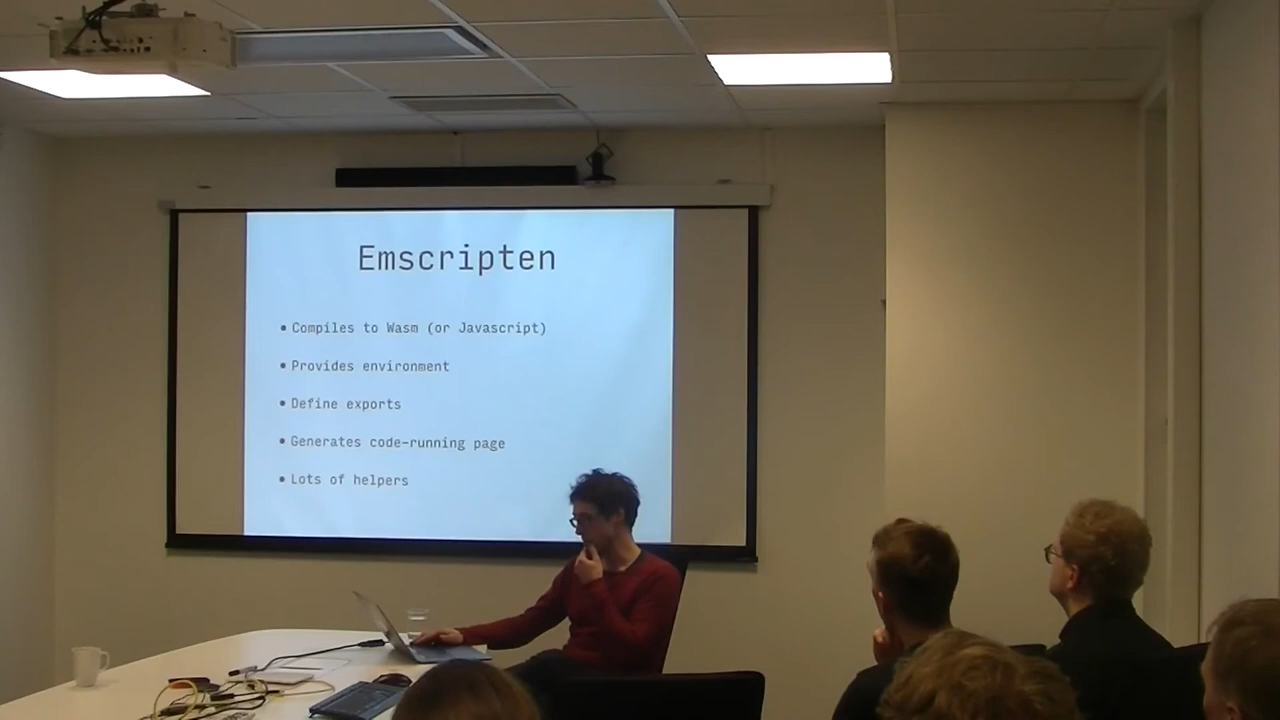 Emscripten
• Compiles to Wasm (or Javascript)
• Provides environment
• Define exports
• Generates code-running page
• Lots of helpers